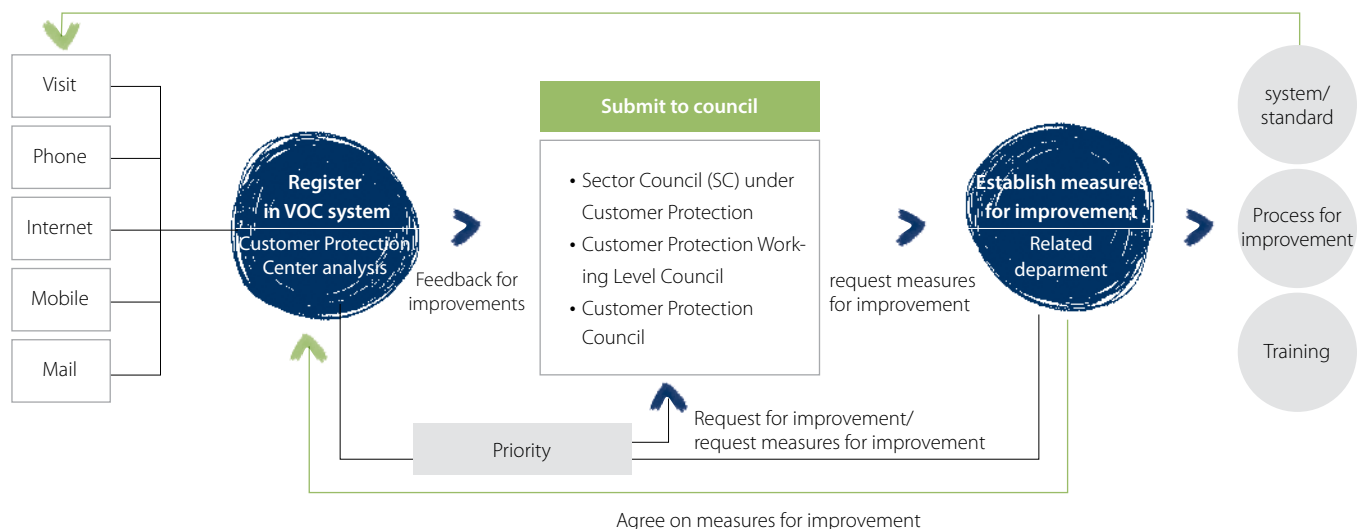 Visit
Phone
Internet
Mobile
Mail
Register
in VOC system
Customer Protection
Center analysis
Feedback for
improvements
Submit to council
• Sector Council (SC) under
Customer Protection
• Customer Protection Work-
ing Level Council
• Customer Protection
Council
request measures
for improvement
Establish measures
for improvement
Related
deparment
system/
standard
Process for
improvement
Training
Priority
Request for improvement/
request measures for improvement
Agree on measures for improvement